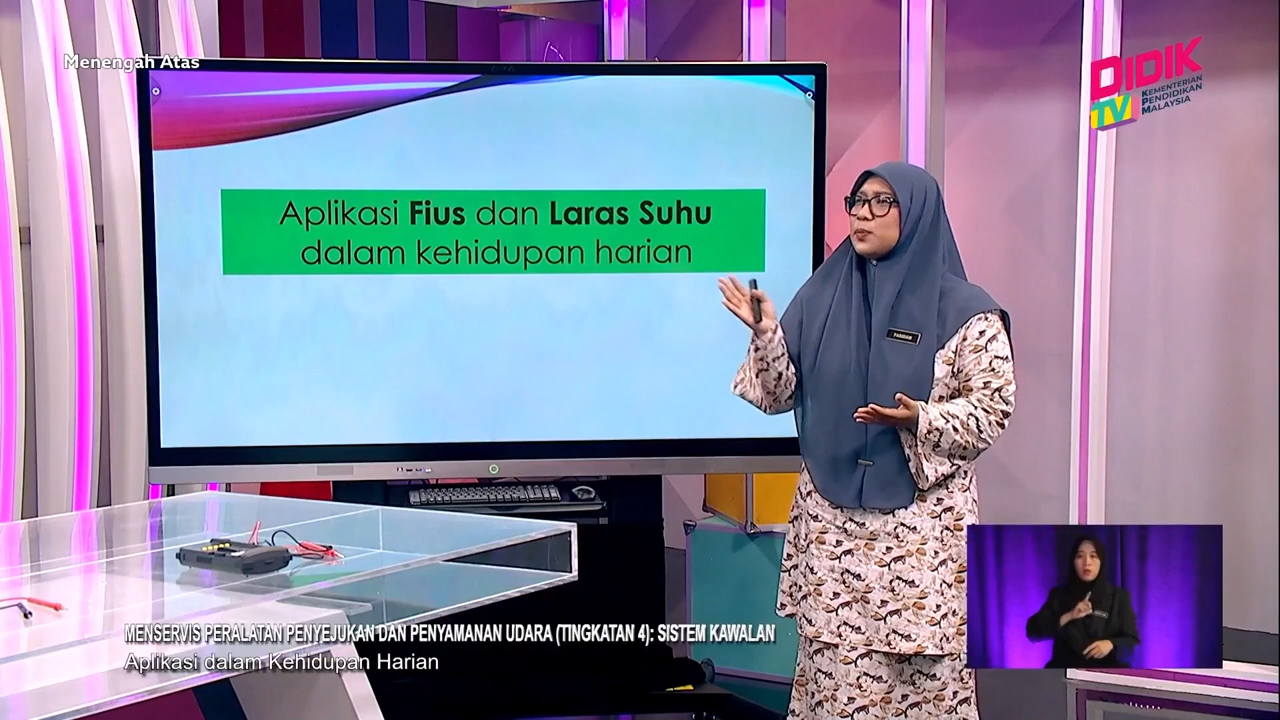 Menengah Atas
DIDIK
TV
KEMENTERIAN
PENDIDIKAN
MALAYSIA
Aplikasi Fius dan Laras Suhu
dalam kehidupan harian
MENSERVIS PERALATAN PENYEJUKAN DAN PENYAMANAN UDARA (TINGKATAN 4): SISTEM KAWALAN
Aplikasi dalam Kehidupan Harian